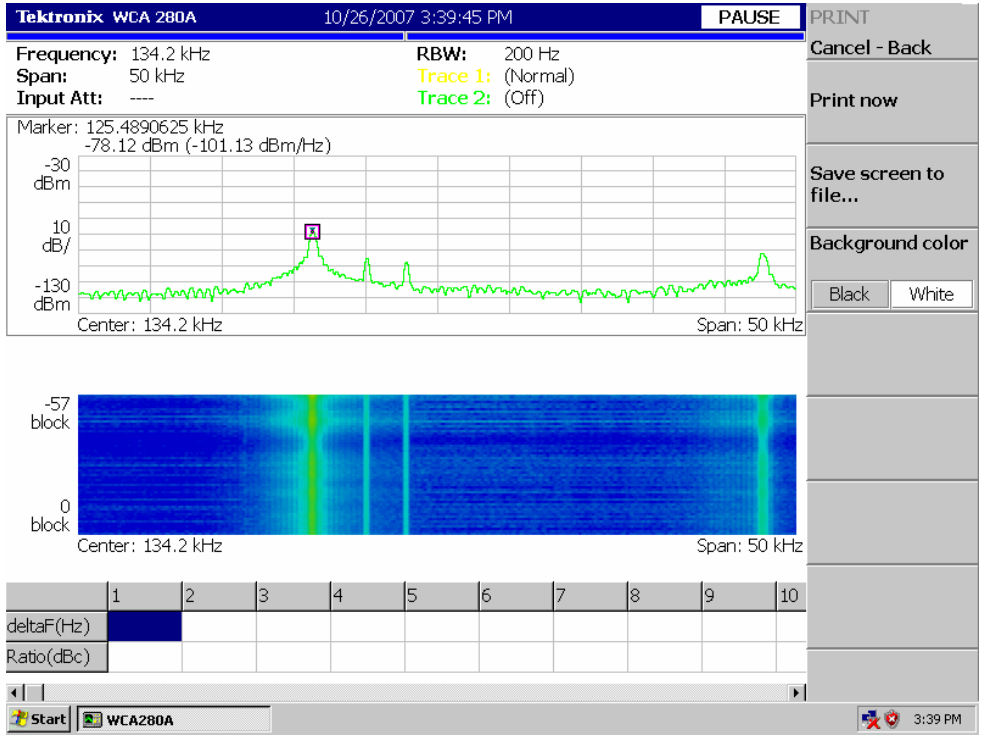 Tektronix WCA 280A 10/26/2007 3:39:45 PM PAUSE PRINT
Cancel - Back
Frequency: 134.2 kHz RBW: 200 Hz
Span: 50 kHz Trace 1: (Normal)
Input Att: ---- Trace 2: (Off)
Print now
Marker: 125.4890625 kHz
-78.12 dBm (-101.13 dBm/Hz)
-30
dBm
10
dB/
-130
dBm
Center: 134.2 kHz Span: 50 kHz
Save screen to
file...
Background color
Black White
-57
block
0
block
Center: 134.2 kHz Span: 50 kHz
1 2 3 4 5 6 7 8 9 10
deltaF(Hz)
Ratio(dBc)
Start WCA280A 3:39 PM